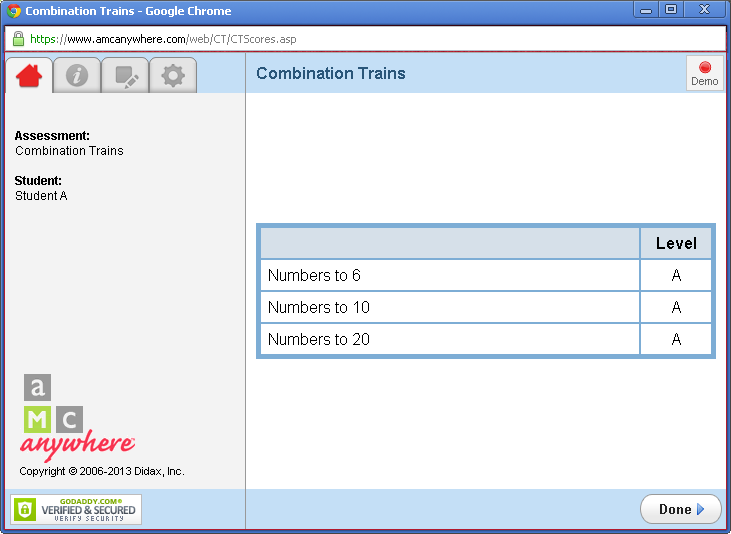 Combination Trains - Google Chrome
https://www.amcanywhere.com/web/CT/CTScores.asp
Combination Trains
Demo
Assessment:
Combination Trains
Student:
Student A
Level
Numbers to 6 A
Numbers to 10 A
Numbers to 20 A
a
M C
anywhere
Copyright © 2006-2013 Didax, Inc.
GODADDY.COM®
VERIFIED & SECURED
VERIFY SECURITY
Done